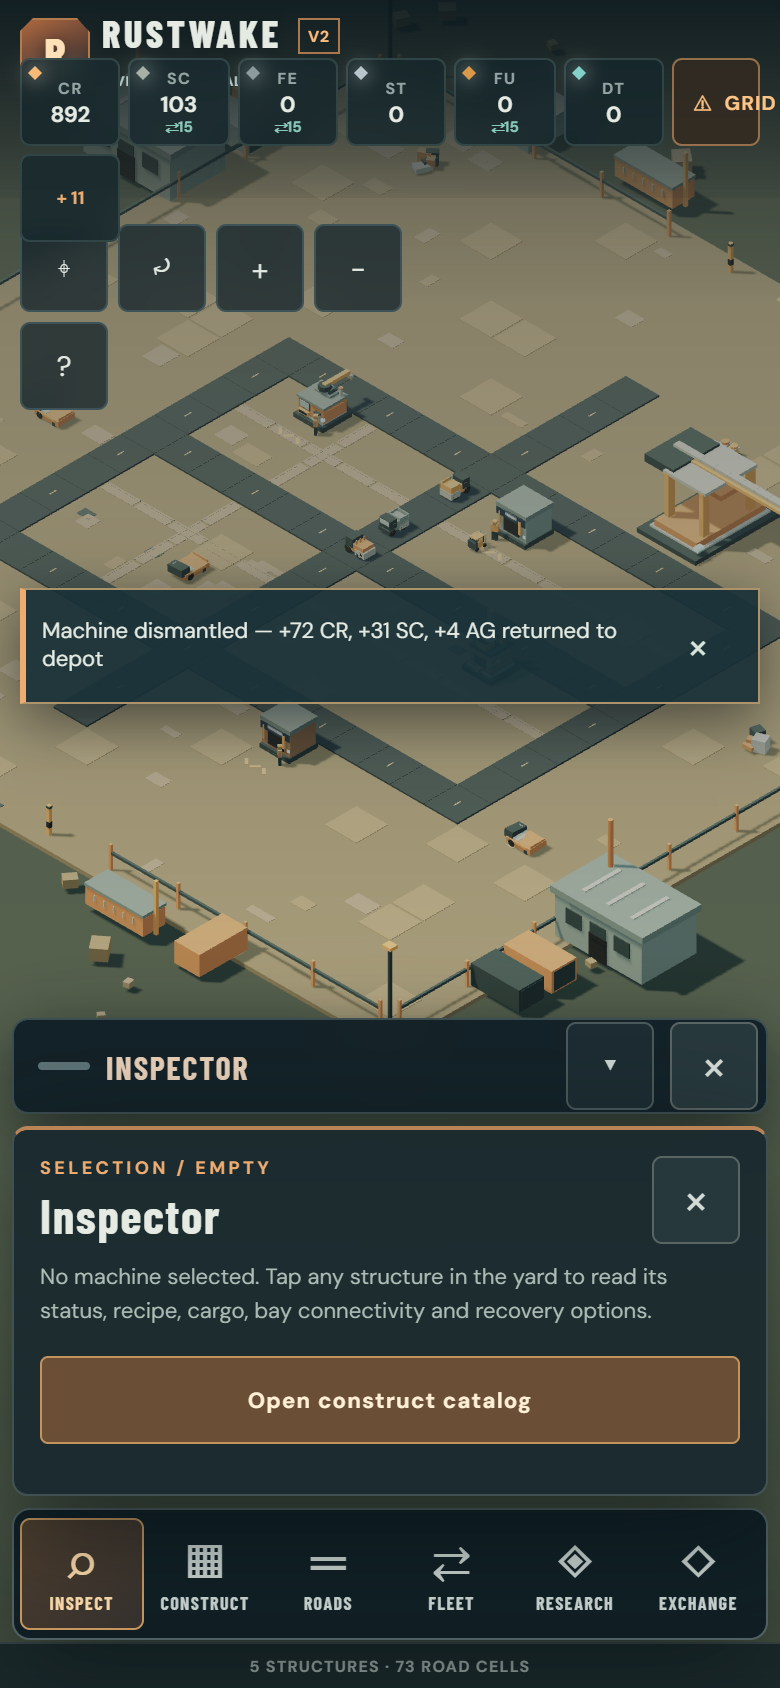 RUSTWAKE V2
CR
892
SC
103
⇄15
FE
0
⇄15
ST
0
FU
0
⇄15
DT
0
⚠ GRID
+ 11
+
−
?
Machine dismantled — +72 CR, +31 SC, +4 AG returned to
depot
×
INSPECTOR
▼
×
SELECTION / EMPTY
Inspector
×
No machine selected. Tap any structure in the yard to read its
status, recipe, cargo, bay connectivity and recovery options.
Open construct catalog
INSPECT
CONSTRUCT
ROADS
FLEET
RESEARCH
EXCHANGE
5 STRUCTURES · 73 ROAD CELLS